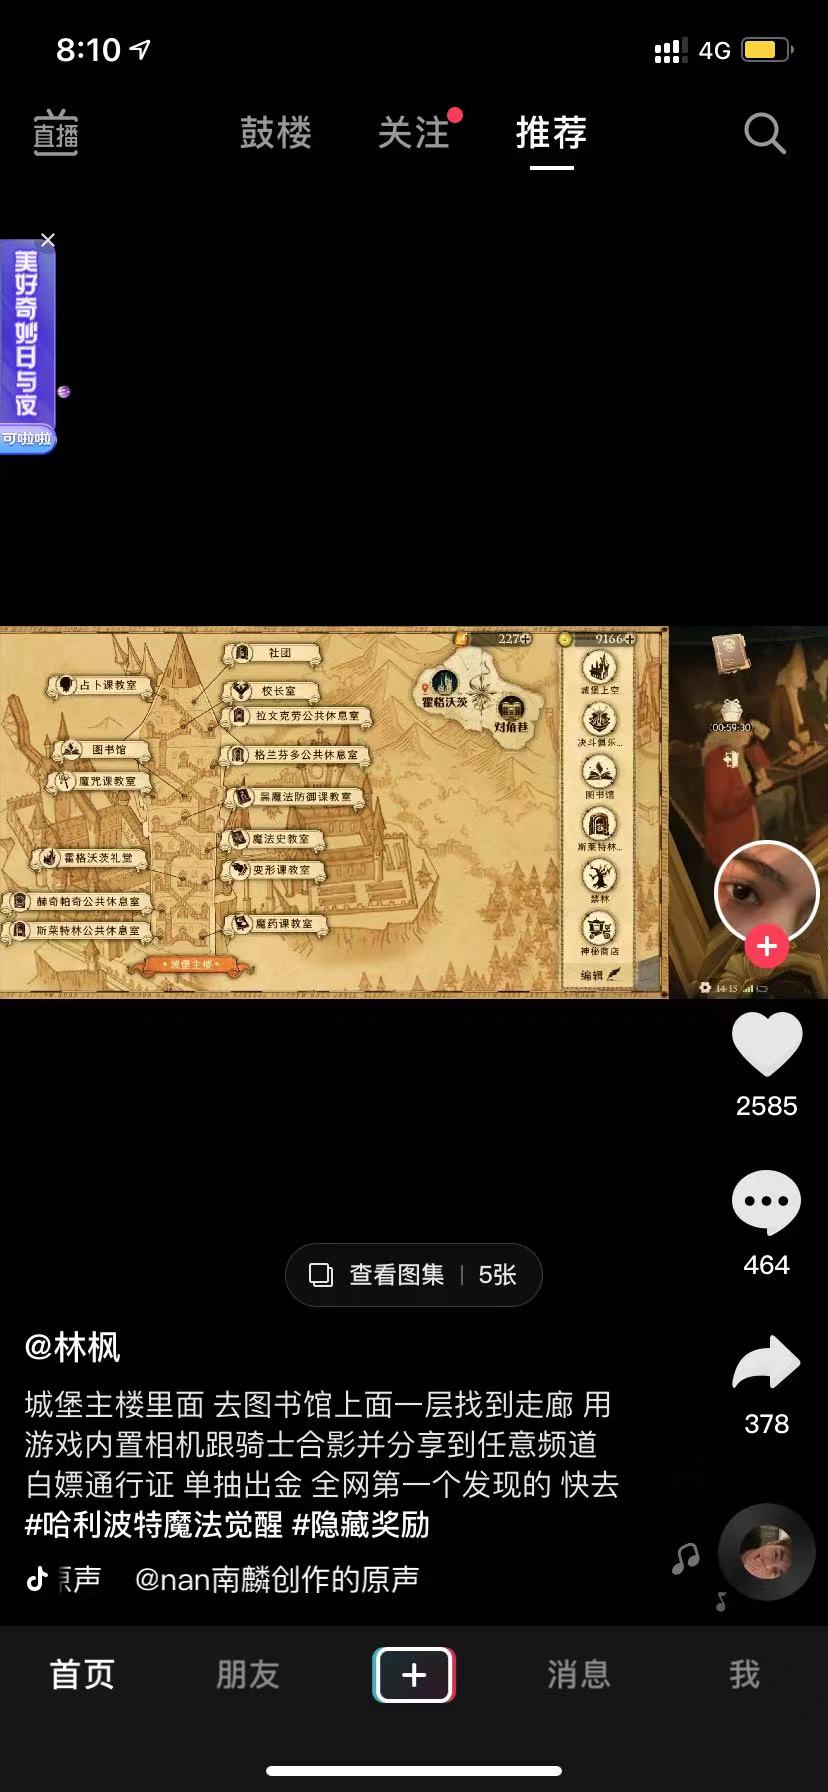 8:10
4G
直播
鼓楼
关注
推荐
美好奇妙日与夜
可啦啦
社团
占卜课教室
校长室
拉文克劳公共休息室
图书馆
格兰芬多公共休息室
魔咒课教室
黑魔法防御课教室
魔法史教室
霍格沃茨礼堂
变形课教室
赫奇帕奇公共休息室
魔药课教室
斯莱特林公共休息室
城堡主楼
227
9166
霍格沃茨
对角巷
城堡上空
决斗俱乐...
图书馆
斯莱特林...
禁林
神秘商店
编辑
00:59:30
14:15
2585
464
378
查看图集 | 5张
@林枫
城堡主楼里面 去图书馆上面一层找到走廊 用
游戏内置相机跟骑士合影并分享到任意频道
白嫖通行证 单抽出金 全网第一个发现的 快去
#哈利波特魔法觉醒 #隐藏奖励
原声 @nan南麟创作的原声
首页
朋友
消息
我